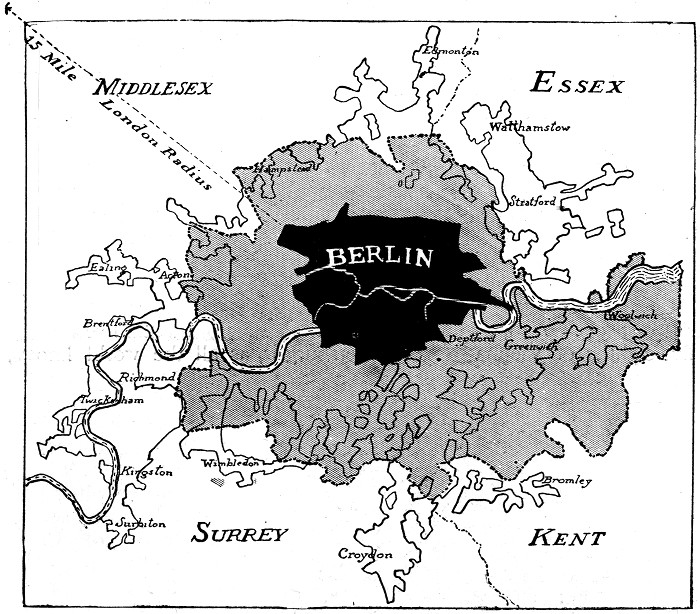 Edmonton
15 Mile London Radius
MIDDLESEX
ESSEX
Walthamstow
Hampstead
Stratford
BERLIN
Ealing
Acton
Woolwich
Brentford
Deptford
Greenwich
Richmond
Twickenham
Wimbledon
Kingston
Bromley
Surbiton
SURREY
KENT
Croydon